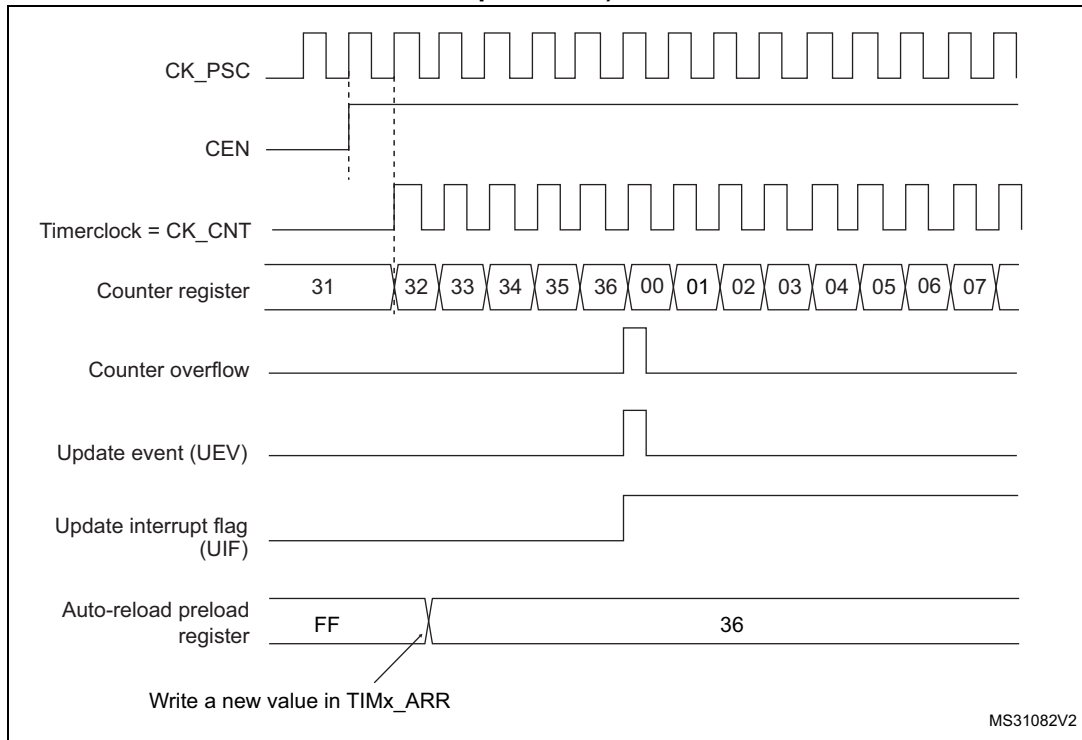 CK_PSC
CEN
Timerclock = CK_CNT
Counter register 31 32 33 34 35 36 00 01 02 03 04 05 06 07
Counter overflow
Update event (UEV)
Update interrupt flag
(UIF)
Auto-reload preload
register FF 36
Write a new value in TIMx_ARR
MS31082V2